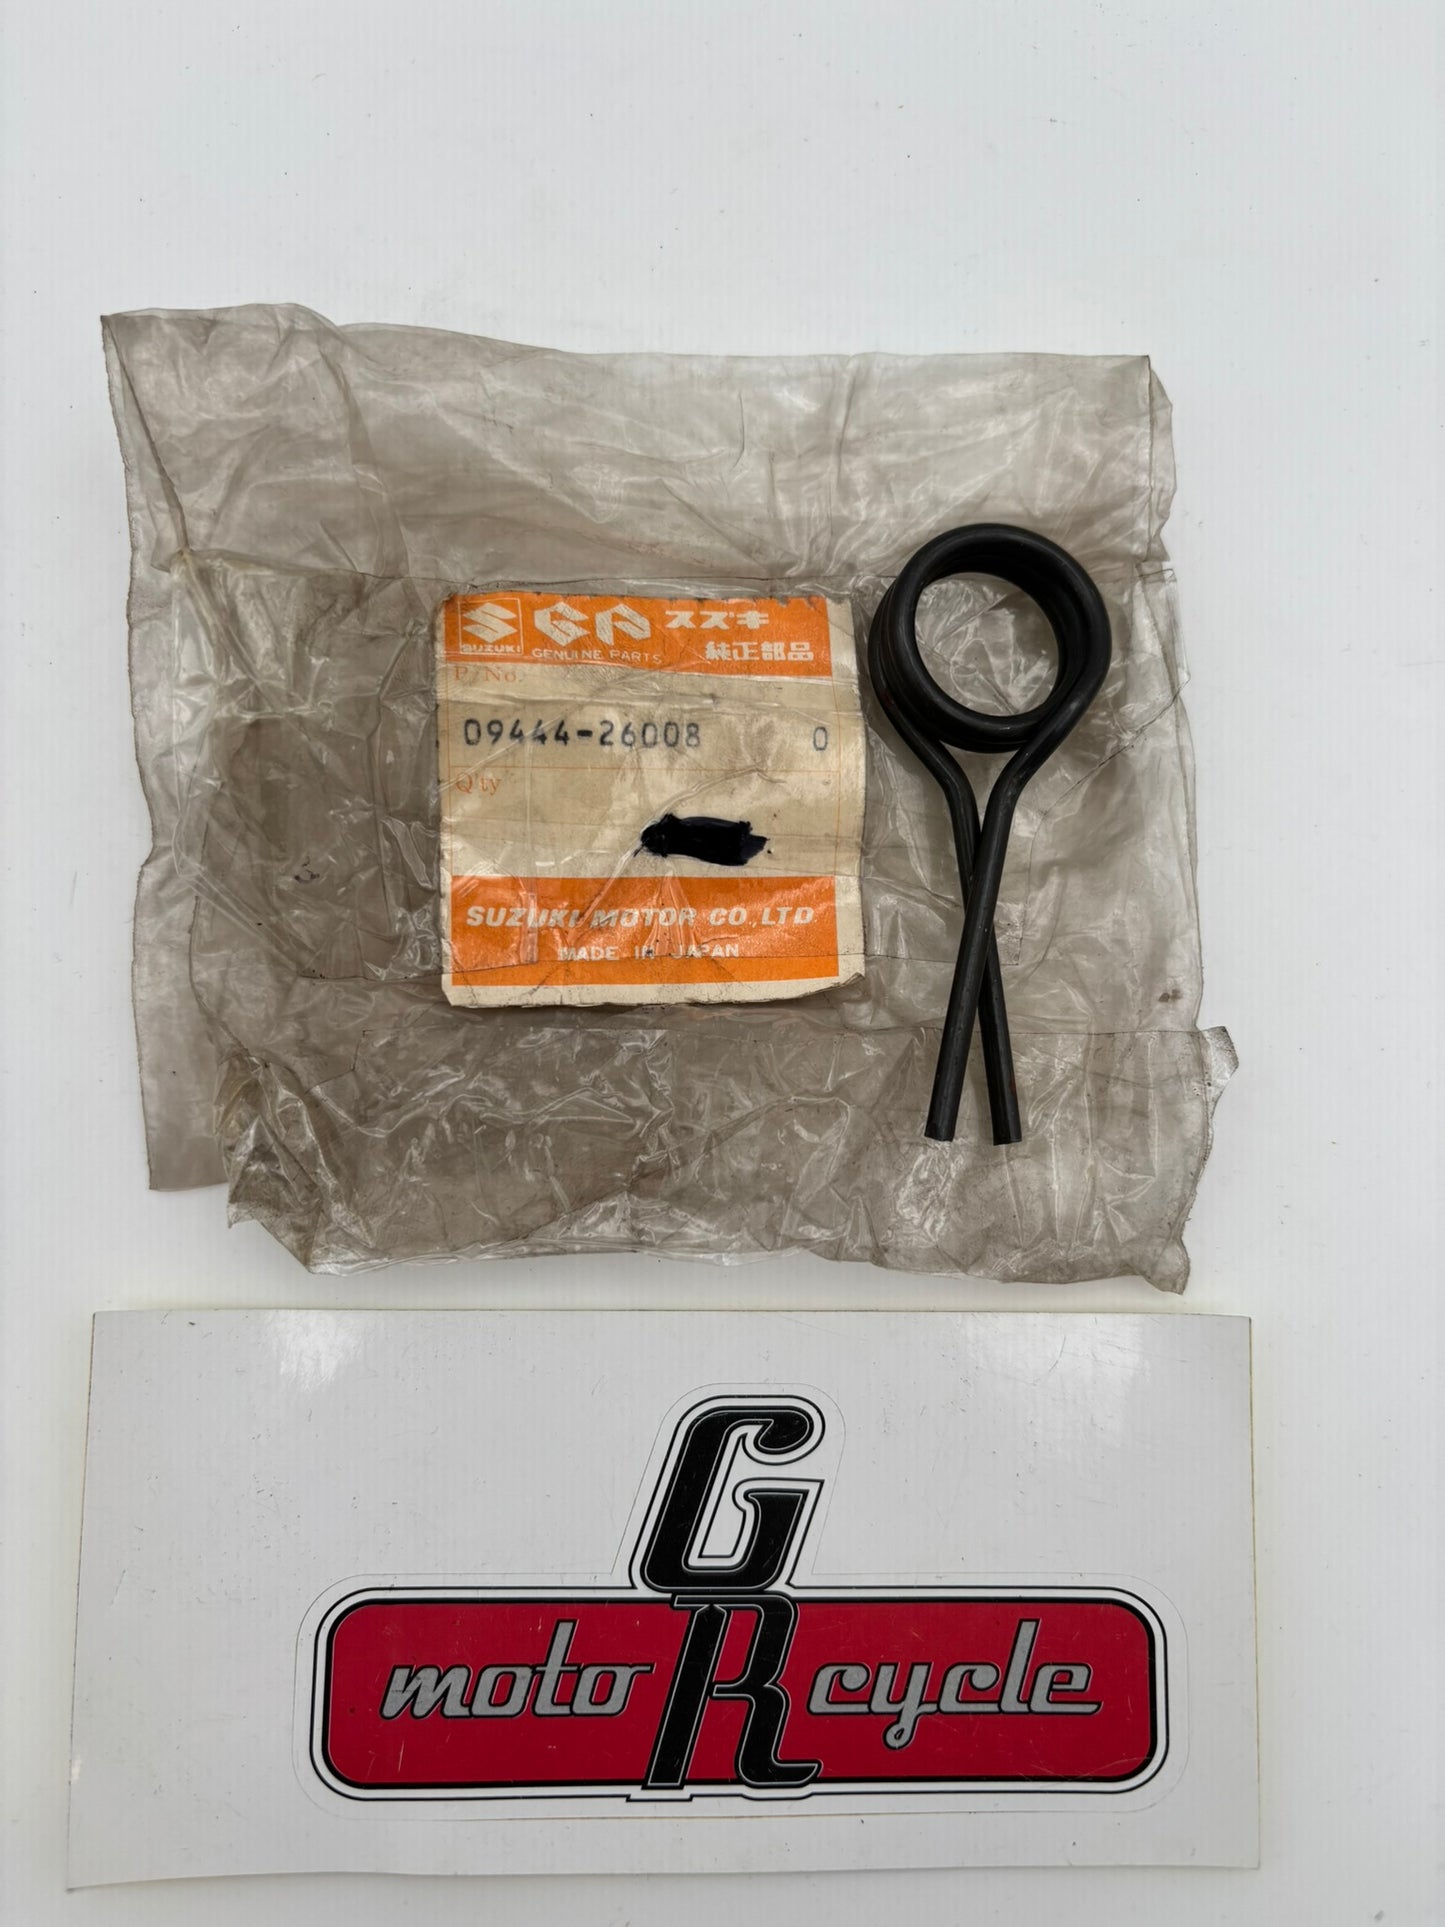 SUZUKI
SGP スズキ
GENUINE PARTS 純正部品
P/No.
09444-26008 0
Q'ty
SUZUKI MOTOR CO.,LTD
MADE IN JAPAN
GR
moto cycle